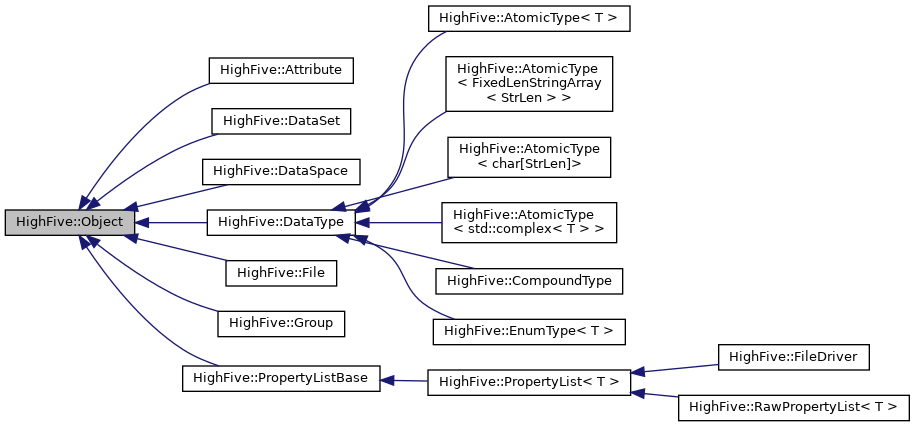 HighFive::AtomicType< T >
HighFive::AtomicType
< FixedLenStringArray
< StrLen > >
HighFive::Attribute
HighFive::DataSet
HighFive::AtomicType
< char[StrLen]>
HighFive::DataSpace
HighFive::Object
HighFive::DataType
HighFive::AtomicType
< std::complex< T > >
HighFive::File
HighFive::CompoundType
HighFive::Group
HighFive::EnumType< T >
HighFive::PropertyListBase
HighFive::PropertyList< T >
HighFive::FileDriver
HighFive::RawPropertyList< T >